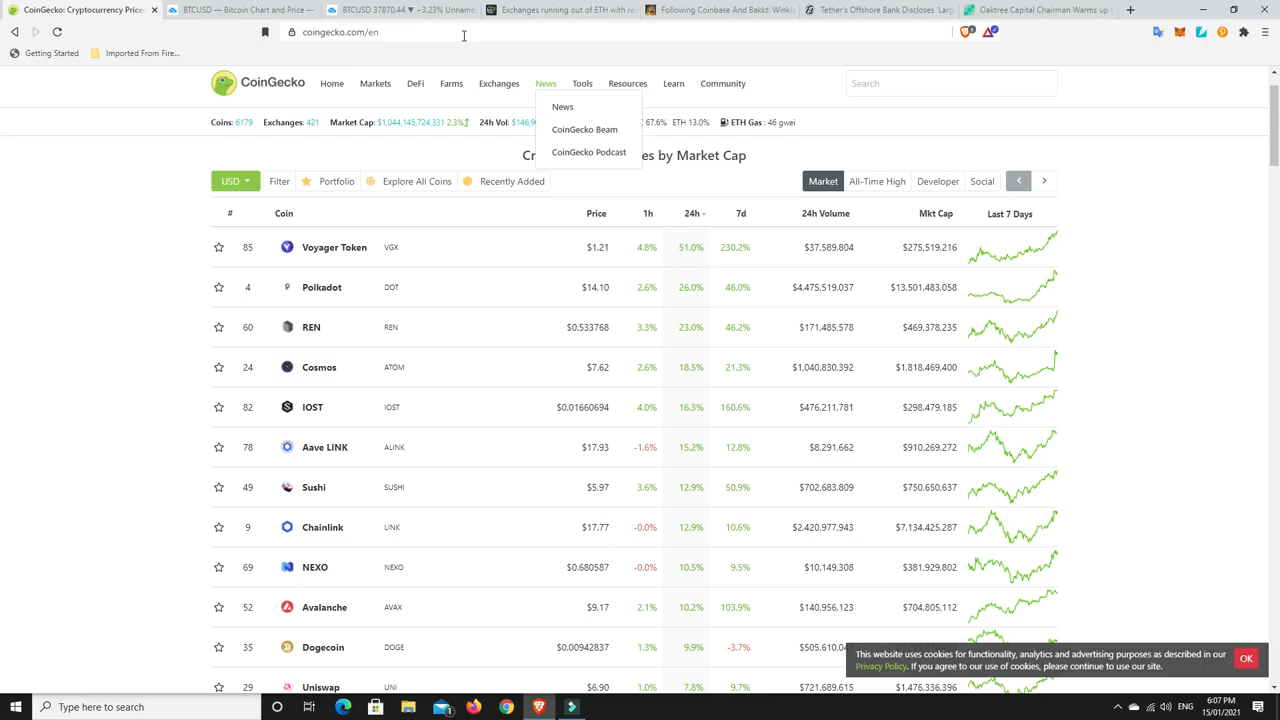 CoinGecko: Cryptocurrency Price
BTCUSD — Bitcoin Chart and Price
BTCUSD 37870.44 ▼ −3.23% Unname
Exchanges running out of ETH with re
Following Coinbase And Bakkt: Winkle
Tether's Offshore Bank Discloses 'Larg
Oaktree Capital Chairman Warms up
coingecko.com/en
Getting Started
Imported From Fire...
CoinGecko
Home
Markets
DeFi
Farms
Exchanges
News
Tools
Resources
Learn
Community
Search
News
CoinGecko Beam
CoinGecko Podcast
Coins: 6179
Exchanges: 421
Market Cap: $1,044,145,724,331 2.3%
24h Vol: $146,9
67.6%
ETH 13.0%
ETH Gas: 46 gwei
Cr es by Market Cap
USD
Filter
Portfolio
Explore All Coins
Recently Added
Market
All-Time High
Developer
Social
# Coin Price 1h 24h 7d 24h Volume Mkt Cap Last 7 Days
85 Voyager Token VGX $1.21 4.8% 51.0% 230.2% $37,589,804 $275,519,216
4 Polkadot DOT $14.10 2.6% 26.0% 46.0% $4,475,519,037 $13,501,483,058
60 REN REN $0.533768 3.3% 23.0% 46.2% $171,485,578 $469,378,235
24 Cosmos ATOM $7.62 2.6% 18.5% 21.3% $1,040,830,392 $1,818,469,400
82 IOST IOST $0.01660694 4.0% 16.3% 160.6% $476,211,781 $298,479,185
78 Aave LINK ALINK $17.93 -1.6% 15.2% 12.8% $8,291,662 $910,269,272
49 Sushi SUSHI $5.97 3.6% 12.9% 50.9% $702,683,809 $750,650,637
9 Chainlink LINK $17.77 -0.0% 12.9% 10.6% $2,420,977,943 $7,134,425,287
69 NEXO NEXO $0.680587 -0.0% 10.5% 9.5% $10,149,308 $381,929,802
52 Avalanche AVAX $9.17 2.1% 10.2% 103.9% $140,956,123 $704,805,112
35 Dogecoin DOGE $0.00942837 1.3% 9.9% -3.7% $505,610,0
29 Uniswap UNI $6.90 1.0% 7.8% 9.7% $721,689,615 $1,476,336,396
This website uses cookies for functionality, analytics and advertising purposes as described in our
Privacy Policy. If you agree to our use of cookies, please continue to use our site.
OK
Type here to search
ENG
6:07 PM
15/01/2021